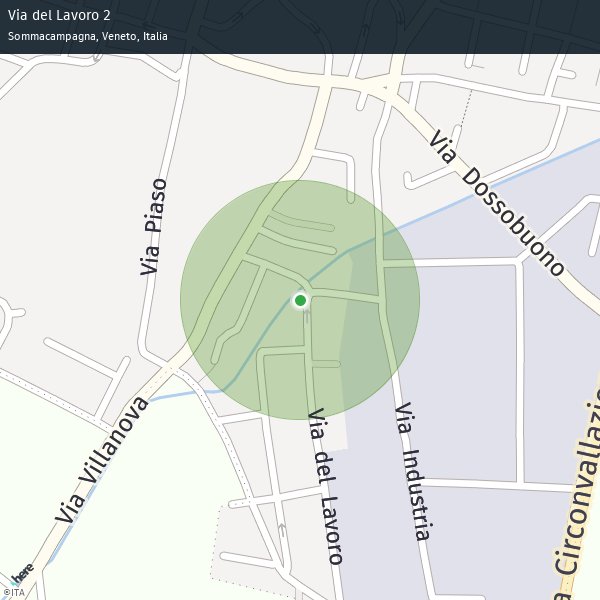 Via del Lavoro 2
Sommacampagna, Veneto, Italia
Via Dossobuono
Via Piaso
Via Villanova
Via del Lavoro
Via Industria
a Circonvallazio
here
©ITA